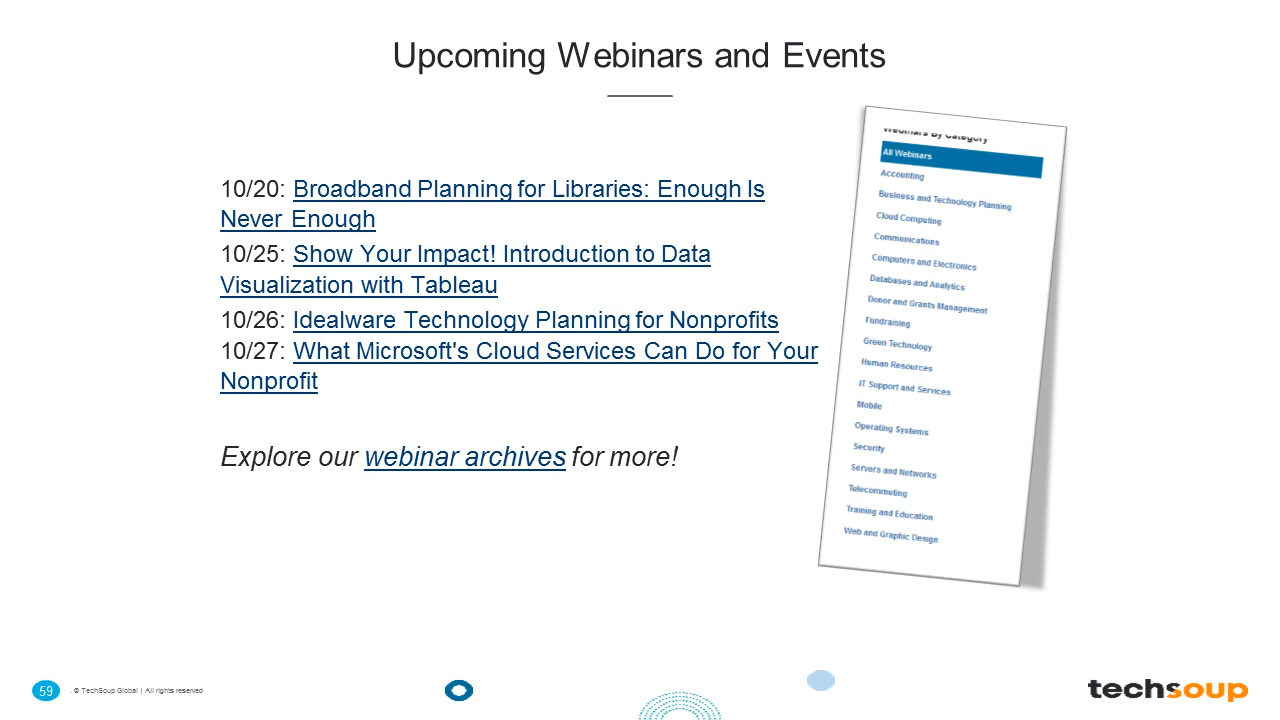 Upcoming Webinars and Events
10/20: Broadband Planning for Libraries: Enough Is
Never Enough
10/25: Show Your Impact! Introduction to Data
Visualization with Tableau
10/26: Idealware Technology Planning for Nonprofits
10/27: What Microsoft's Cloud Services Can Do for Your
Nonprofit
Explore our webinar archives for more!
Webinars By Category
All Webinars
Accounting
Business and Technology Planning
Cloud Computing
Communications
Computers and Electronics
Databases and Analytics
Donor and Grants Management
Fundraising
Green Technology
Human Resources
IT Support and Services
Mobile
Operating Systems
Security
Servers and Networks
Telecommuting
Training and Education
Web and Graphic Design
59
. © TechSoup Global | All rights reserved
techsoup